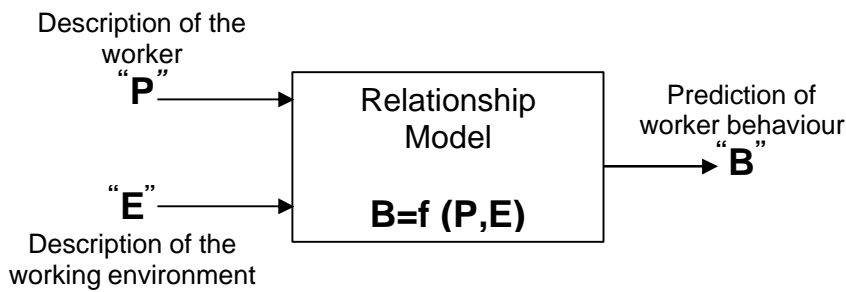 Description of the
worker
“P”
“E”
Description of the
working environment
Relationship
Model
B=f (P,E)
Prediction of
worker behaviour
“B”